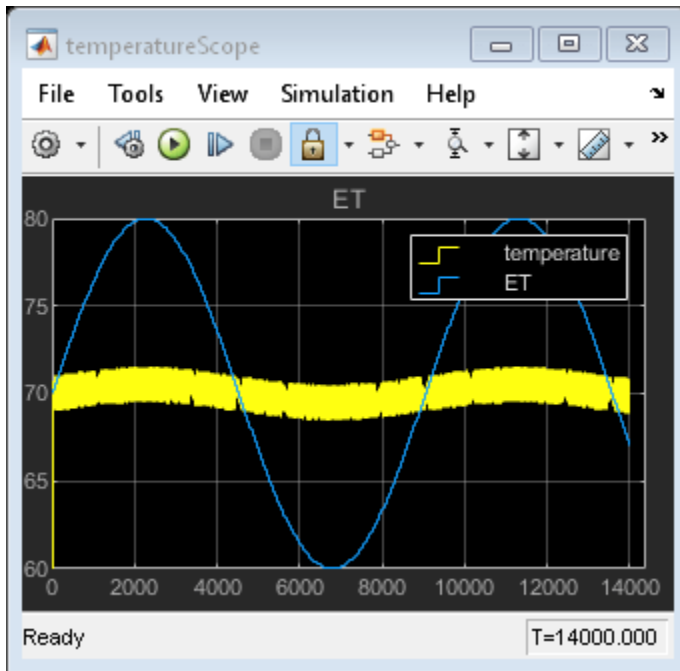 temperatureScope
File Tools View Simulation Help
ET
80
75
70
65
60
temperature
ET
0 2000 4000 6000 8000 10000 12000 14000
Ready T=14000.000